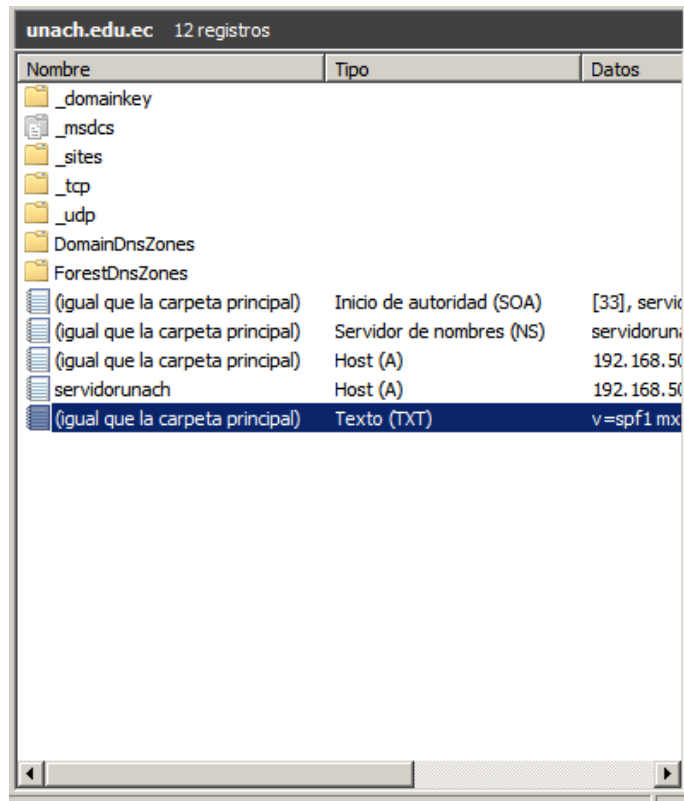 unach.edu.ec 12 registros
Nombre Tipo Datos
_domainkey
_msdcs
_sites
_tcp
_udp
DomainDnsZones
ForestDnsZones
(igual que la carpeta principal) Inicio de autoridad (SOA) [33], servid
(igual que la carpeta principal) Servidor de nombres (NS) servidoruna
(igual que la carpeta principal) Host (A) 192.168.50
servidorunach Host (A) 192.168.50
(igual que la carpeta principal) Texto (TXT) v=spf1 mx